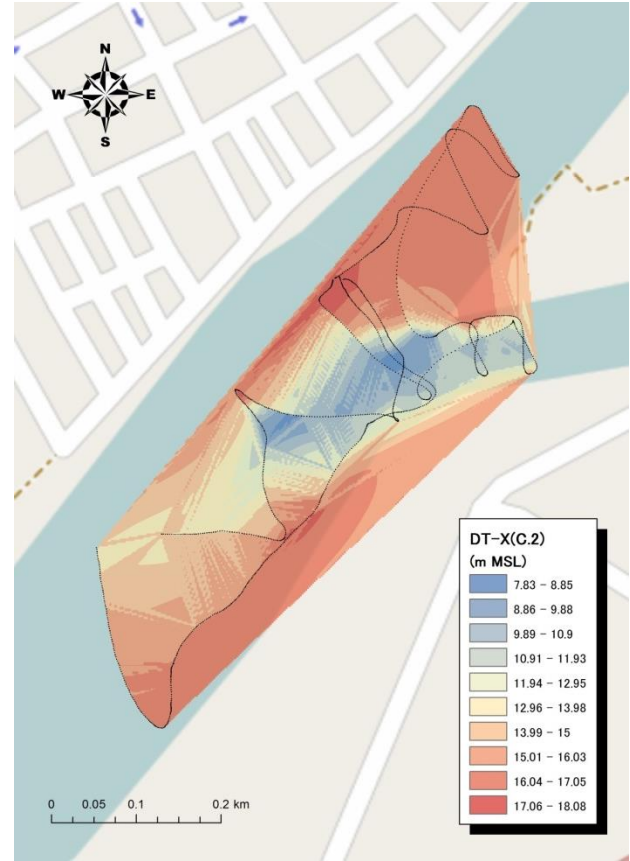 N
W E
S
DT-X(C.2)
(m MSL)
7.83 - 8.85
8.86 - 9.88
9.89 - 10.9
10.91 - 11.93
11.94 - 12.95
12.96 - 13.98
13.99 - 15
15.01 - 16.03
16.04 - 17.05
17.06 - 18.08
0 0.05 0.1 0.2 km